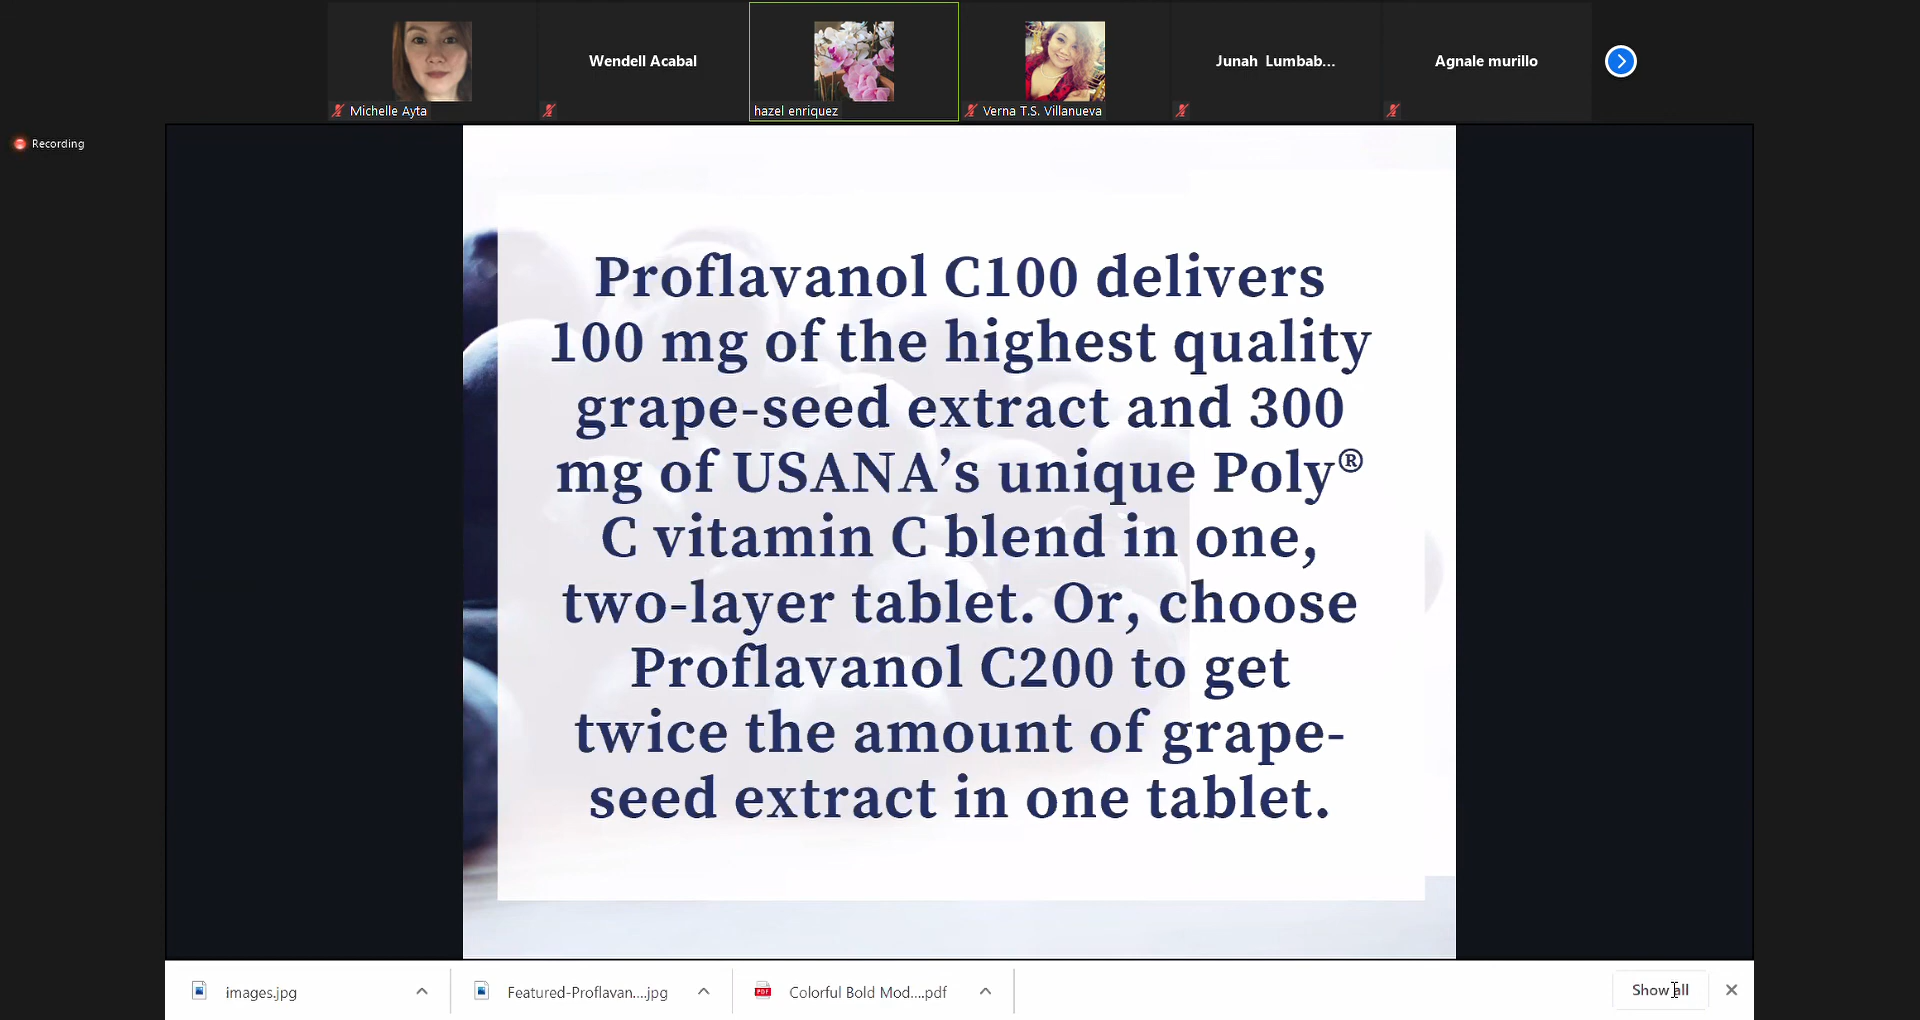 Wendell Acabal
Junah Lumbab...
Agnale murillo
Michelle Ayta
hazel enriquez
Verna T.S. Villanueva
Recording
Proflavanol C100 delivers
100 mg of the highest quality
grape-seed extract and 300
mg of USANA’s unique Poly®
C vitamin C blend in one,
two-layer tablet. Or, choose
Proflavanol C200 to get
twice the amount of grape-
seed extract in one tablet.
images.jpg
Featured-Proflavan....jpg
PDF
Colorful Bold Mod....pdf
Show all